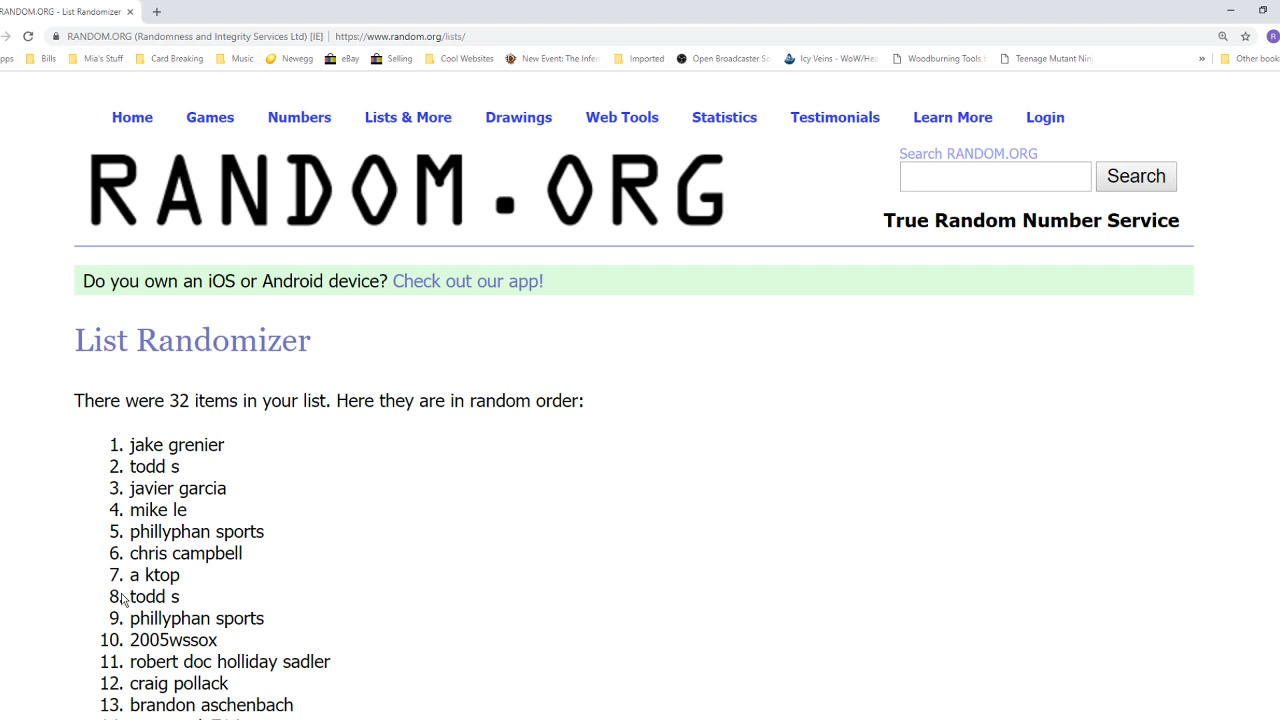 RANDOM.ORG - List Randomizer
RANDOM.ORG (Randomness and Integrity Services Ltd) [IE] | https://www.random.org/lists/
R
pps Bills Mia's Stuff Card Breaking Music Newegg eBay Selling Cool Websites New Event: The Infern Imported Open Broadcaster So Icy Veins - WoW/Hea Woodburning Tools Teenage Mutant Nin » Other book
Home Games Numbers Lists & More Drawings Web Tools Statistics Testimonials Learn More Login
Search RANDOM.ORG
RANDOM.ORG
Search
True Random Number Service
Do you own an iOS or Android device? Check out our app!
List Randomizer
There were 32 items in your list. Here they are in random order:
1. jake grenier
2. todd s
3. javier garcia
4. mike le
5. phillyphan sports
6. chris campbell
7. a ktop
8. todd s
9. phillyphan sports
10. 2005wssox
11. robert doc holliday sadler
12. craig pollack
13. brandon aschenbach